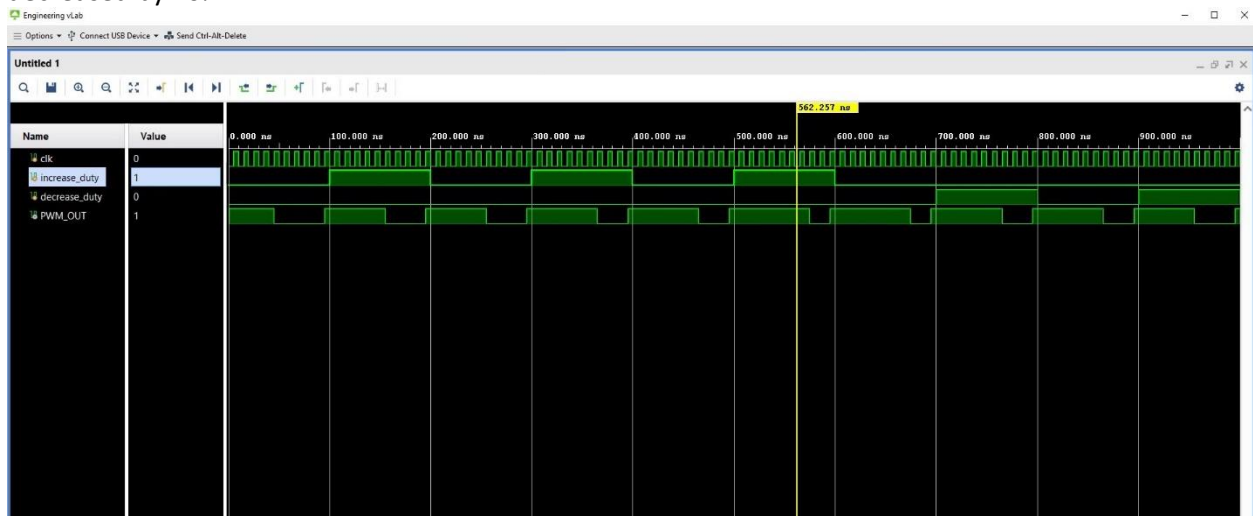 Engineering vLab
Options Connect USB Device Send Ctrl-Alt-Delete
Untitled 1
562.257 ns
Name Value 0.000 ns 100.000 ns 200.000 ns 300.000 ns 400.000 ns 500.000 ns 600.000 ns 700.000 ns 800.000 ns 900.000 ns
clk 0
increase_duty 1
decrease_duty 0
PWM_OUT 1